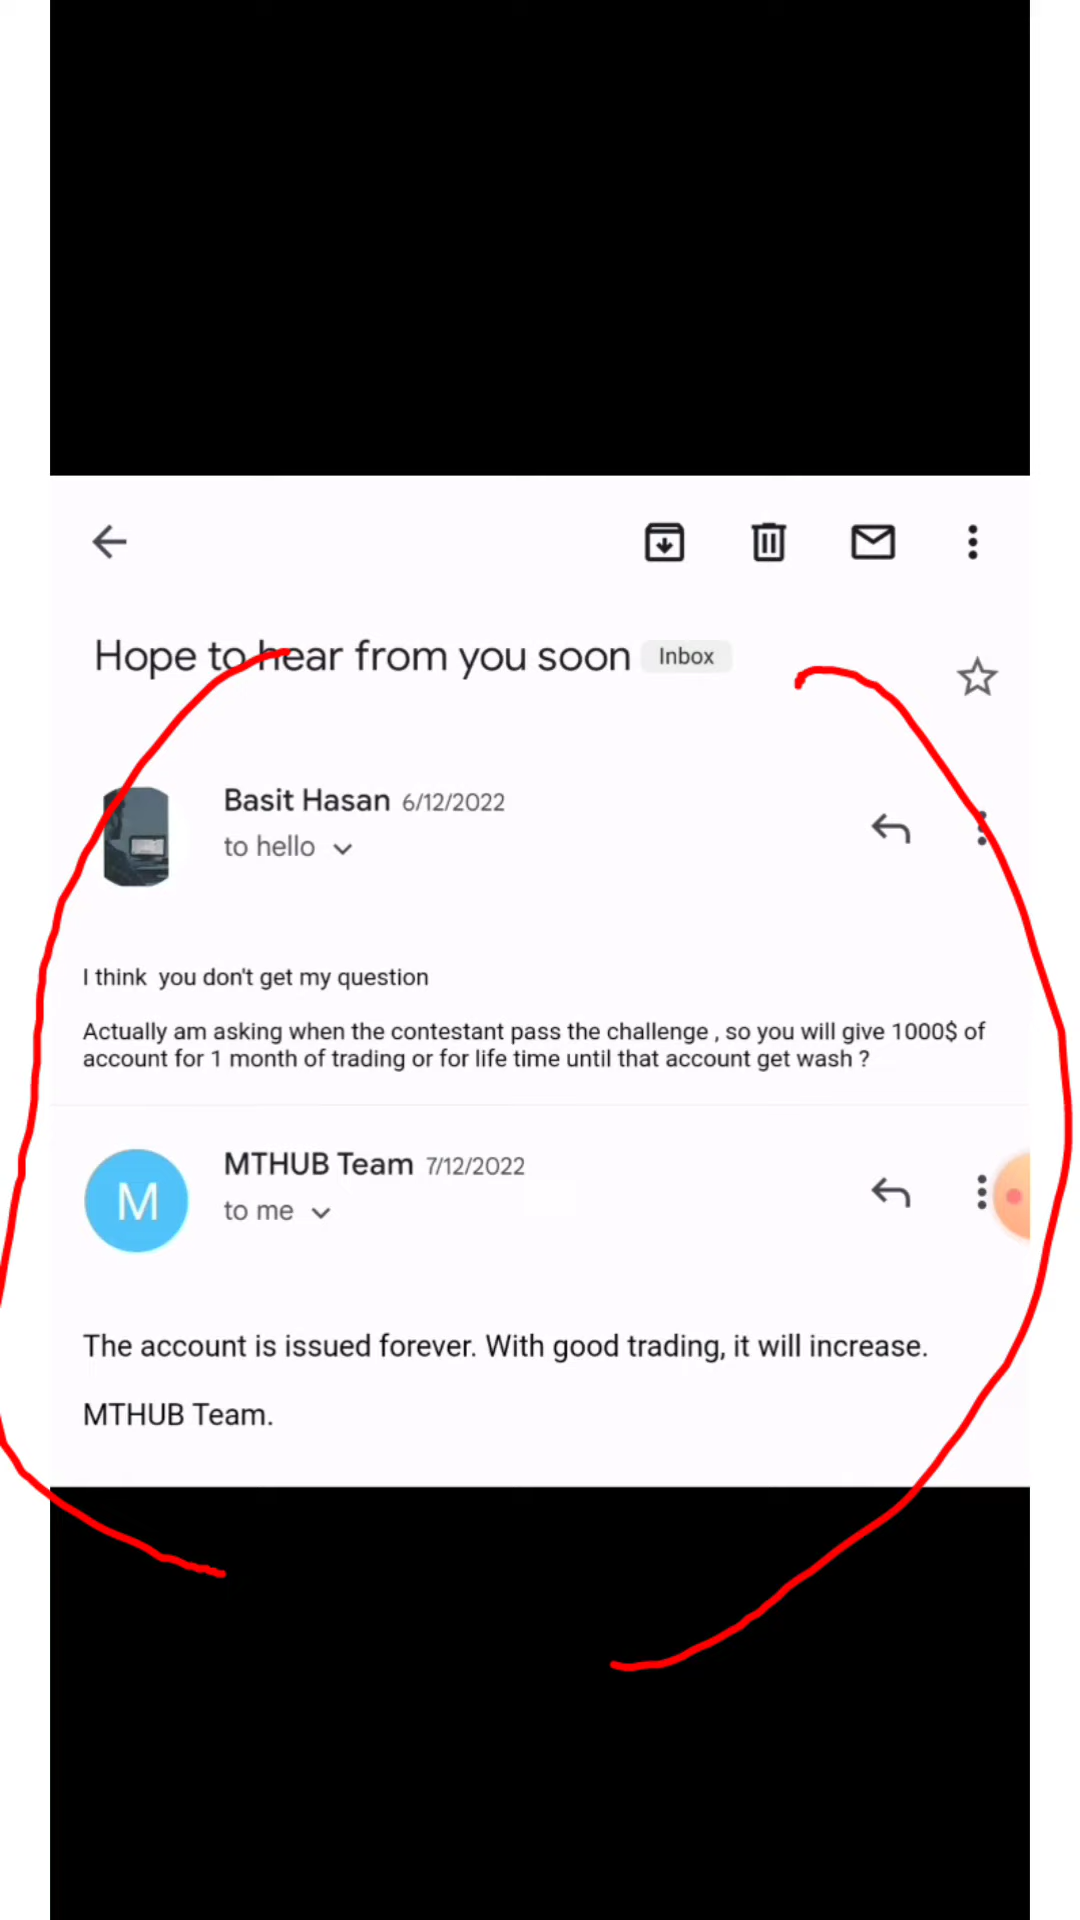 Hope to hear from you soon Inbox
Basit Hasan 6/12/2022
to hello
I think  you don't get my question
Actually am asking when the contestant pass the challenge , so you will give 1000$ of
account for 1 month of trading or for life time until that account get wash ?
M
MTHUB Team 7/12/2022
to me
The account is issued forever. With good trading, it will increase.
MTHUB Team.